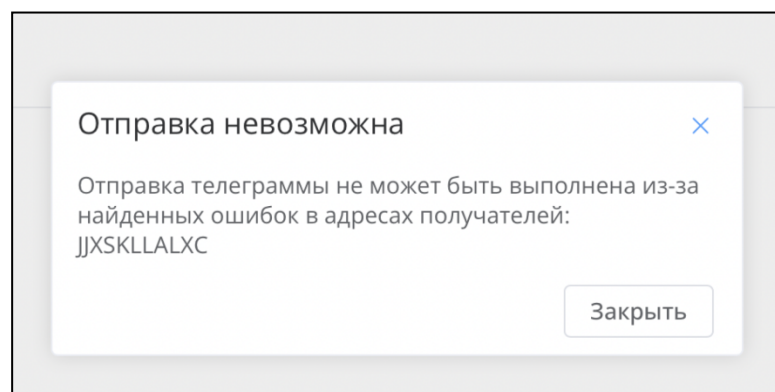 Отправка невозможна
Отправка телеграммы не может быть выполнена из-за
найденных ошибок в адресах получателей:
JJXSKLLALXC
Закрыть